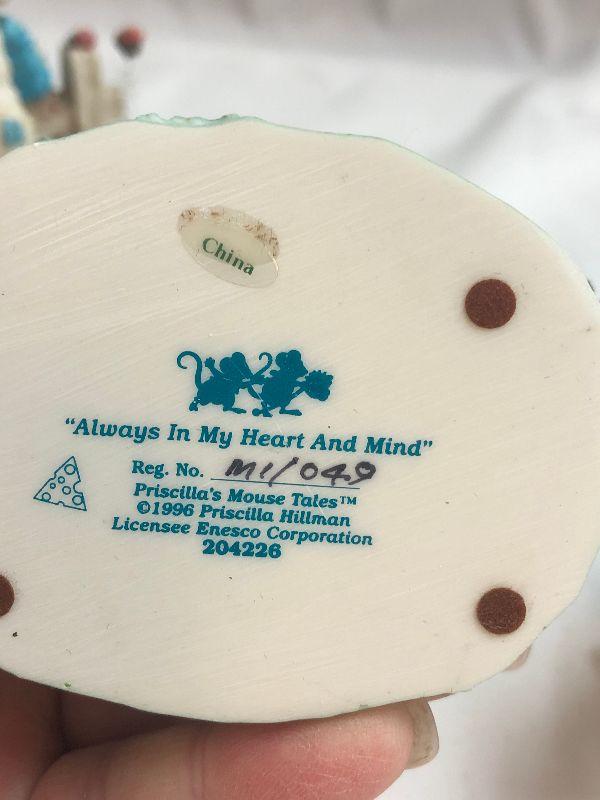 China
“Always In My Heart And Mind”
Reg. No. M1/049
Priscilla's Mouse Tales™
©1996 Priscilla Hillman
Licensee Enesco Corporation
204226